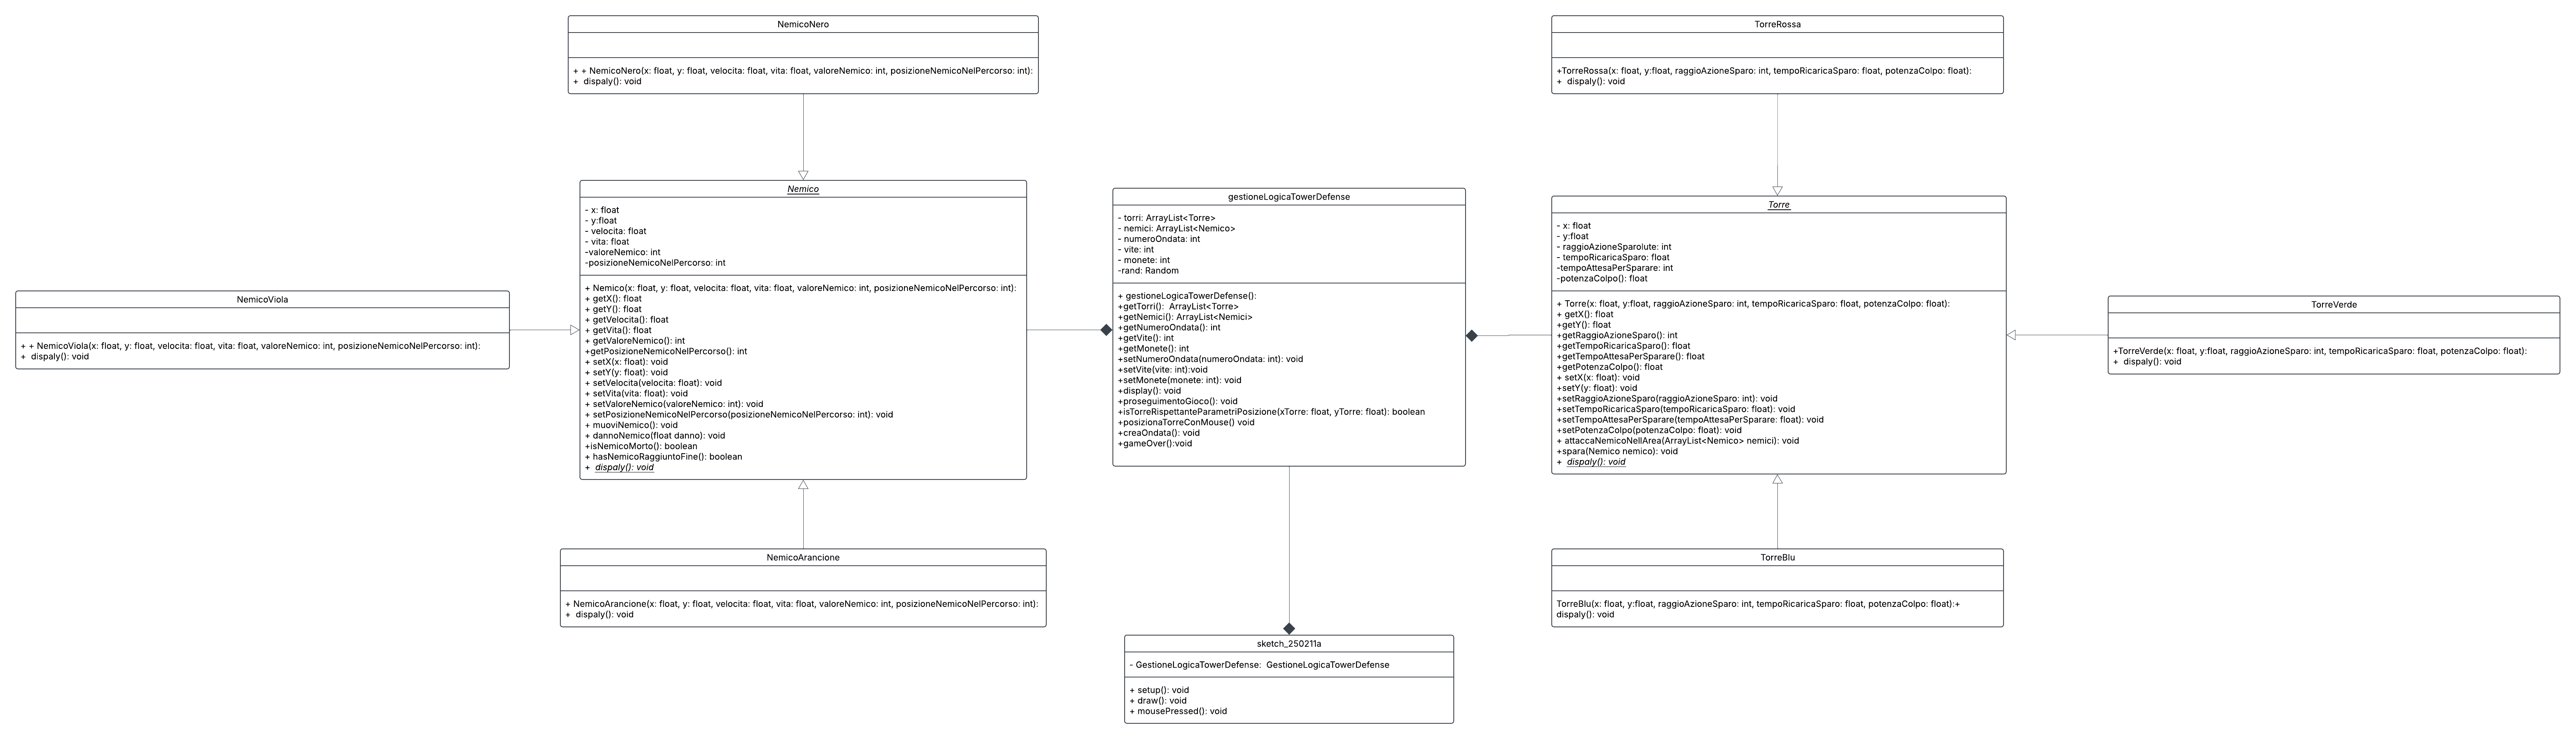 NemicoNero
+ + NemicoNero(x: float, y: float, velocita: float, vita: float, valoreNemico: int, posizioneNemicoNelPercorso: int):
+ dispaly(): void
TorreRossa
+TorreRossa(x: float, y:float, raggioAzioneSparo: int, tempoRicaricaSparo: float, potenzaColpo: float):
+ dispaly(): void
NemicoViola
+ + NemicoViola(x: float, y: float, velocita: float, vita: float, valoreNemico: int, posizioneNemicoNelPercorso: int):
+ dispaly(): void
Nemico
- x: float
- y:float
- velocita: float
- vita: float
-valoreNemico: int
-posizioneNemicoNelPercorso: int
+ Nemico(x: float, y: float, velocita: float, vita: float, valoreNemico: int, posizioneNemicoNelPercorso: int):
+ getX(): float
+ getY(): float
+ getVelocita(): float
+ getVita(): float
+ getValoreNemico(): int
+getPosizioneNemicoNelPercorso(): int
+ setX(x: float): void
+ setY(y: float): void
+ setVelocita(velocita: float): void
+ setVita(vita: float): void
+ setValoreNemico(valoreNemico: int): void
+ setPosizioneNemicoNelPercorso(posizioneNemicoNelPercorso: int): void
+ muoviNemico(): void
+ dannoNemico(float danno): void
+isNemicoMorto(): boolean
+ hasNemicoRaggiuntoFine(): boolean
+ dispaly(): void
gestioneLogicaTowerDefense
- torri: ArrayList<Torre>
- nemici: ArrayList<Nemico>
- numeroOndata: int
- vite: int
- monete: int
-rand: Random
+ gestioneLogicaTowerDefense():
+getTorri(): ArrayList<Torre>
+getNemici(): ArrayList<Nemici>
+getNumeroOndata(): int
+getVite(): int
+getMonete(): int
+setNumeroOndata(numeroOndata: int): void
+setVite(vite: int):void
+setMonete(monete: int): void
+display(): void
+proseguimentoGioco(): void
+isTorreRispettanteParametriPosizione(xTorre: float, yTorre: float): boolean
+posizionaTorreConMouse() void
+creaOndata(): void
+gameOver():void
Torre
- x: float
- y:float
- raggioAzioneSparolute: int
- tempoRicaricaSparo: float
-tempoAttesaPerSparare: int
-potenzaColpo(): float
+ Torre(x: float, y:float, raggioAzioneSparo: int, tempoRicaricaSparo: float, potenzaColpo: float):
+ getX(): float
+getY(): float
+getRaggioAzioneSparo(): int
+getTempoRicaricaSparo(): float
+getTempoAttesaPerSparare(): float
+getPotenzaColpo(): float
+ setX(x: float): void
+setY(y: float): void
+setRaggioAzioneSparo(raggioAzioneSparo: int): void
+setTempoRicaricaSparo(tempoRicaricaSparo: float): void
+setTempoAttesaPerSparare(tempoAttesaPerSparare: float): void
+setPotenzaColpo(potenzaColpo: float): void
+ attaccaNemicoNellArea(ArrayList<Nemico> nemici): void
+spara(Nemico nemico): void
+ dispaly(): void
TorreVerde
+TorreVerde(x: float, y:float, raggioAzioneSparo: int, tempoRicaricaSparo: float, potenzaColpo: float):
+ dispaly(): void
NemicoArancione
+ NemicoArancione(x: float, y: float, velocita: float, vita: float, valoreNemico: int, posizioneNemicoNelPercorso: int):
+ dispaly(): void
TorreBlu
TorreBlu(x: float, y:float, raggioAzioneSparo: int, tempoRicaricaSparo: float, potenzaColpo: float):+
dispaly(): void
sketch_250211a
- GestioneLogicaTowerDefense: GestioneLogicaTowerDefense
+ setup(): void
+ draw(): void
+ mousePressed(): void